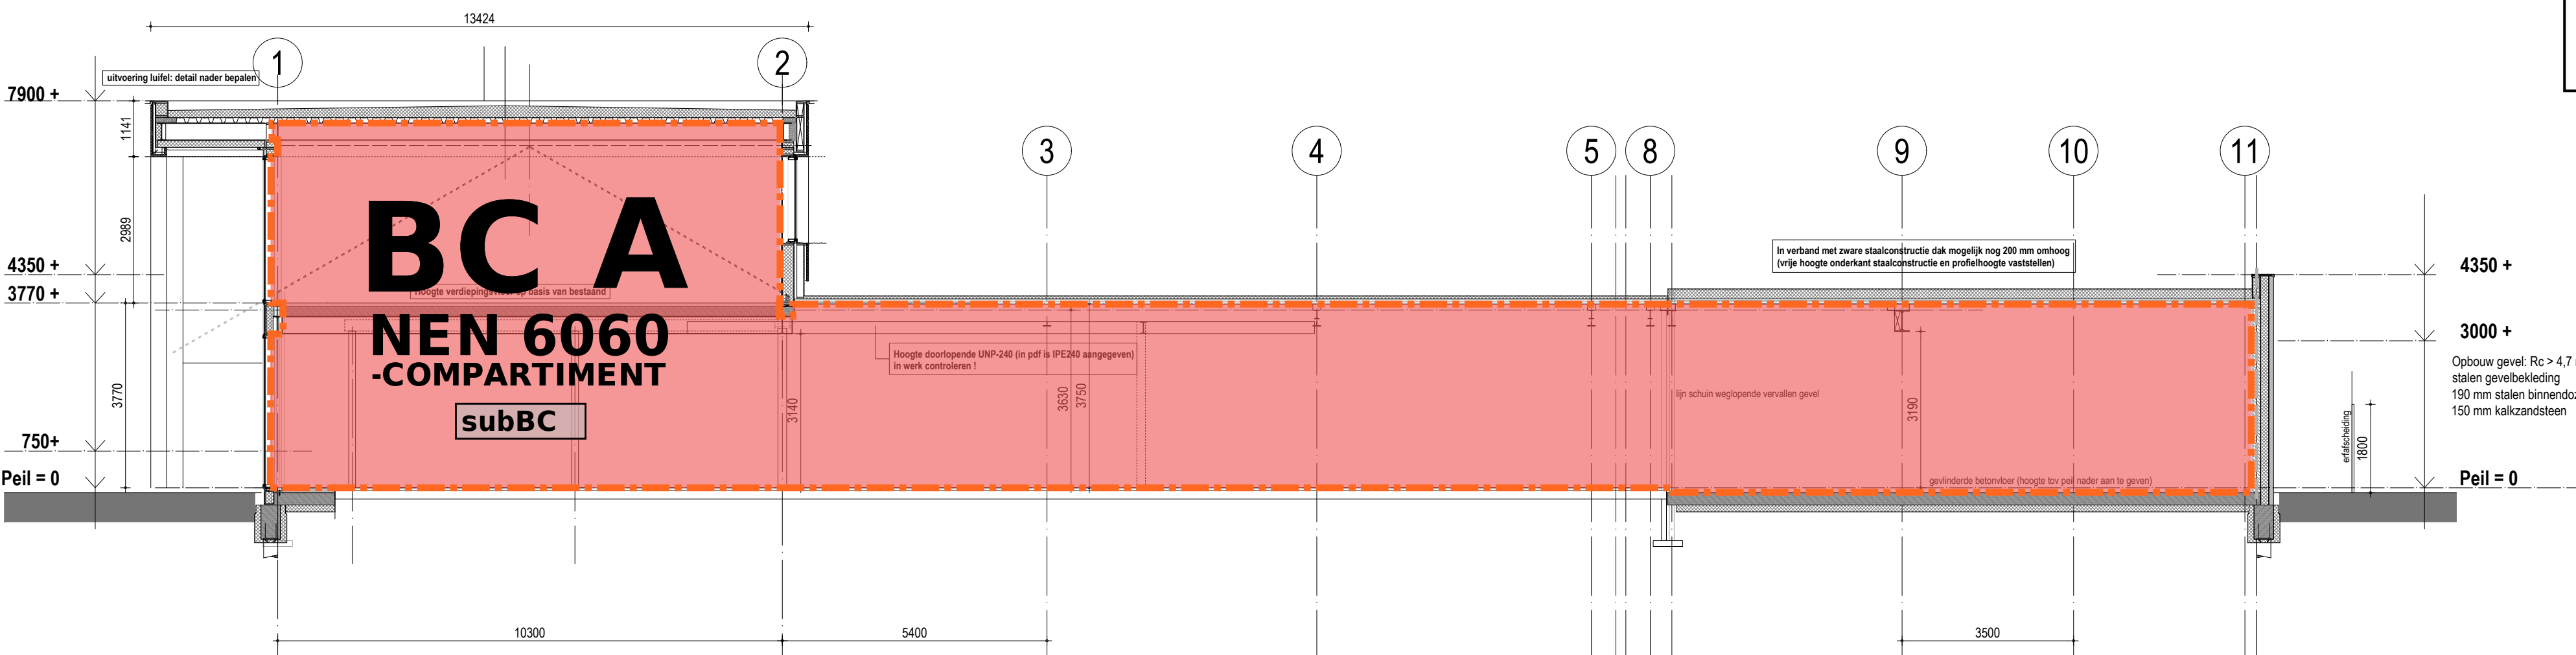 13424
1
2
uitvoering luifel: detail nader bepalen
7900 +
1141
3
4
5
8
9
10
11
2989
BC A
In verband met zware staalconstructie dak mogelijk nog 200 mm omhoog
(vrije hoogte onderkant staalconstructie en profielhoogte vaststellen)
4350 +
4350 +
3770 +
Hoogte verdiepingsvloer op basis van bestaand
NEN 6060
-COMPARTIMENT
subBC
3000 +
Hoogte doorlopende UNP-240 (in pdf is IPE240 aangegeven)
in werk controleren !
Opbouw gevel: Rc > 4,7
stalen gevelbekleding
190 mm stalen binnendoz
150 mm kalkzandsteen
3770
3140
3630
3750
lijn schuin weglopende vervallen gevel
3190
erfafscheiding
1800
750+
Peil = 0
gevlinderde betonvloer (hoogte tov peil nader aan te geven)
Peil = 0
10300
5400
3500